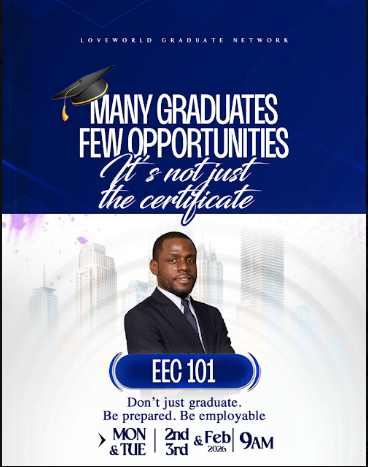 LOVEWORLD GRADUATE NETWORK
MANY GRADUATES
FEW OPPORTUNITIES
It's not just
the certificate
EEC 101
Don't just graduate.
Be prepared. Be employable
MON & TUE | 2nd & 3rd Feb 2026 | 9AM